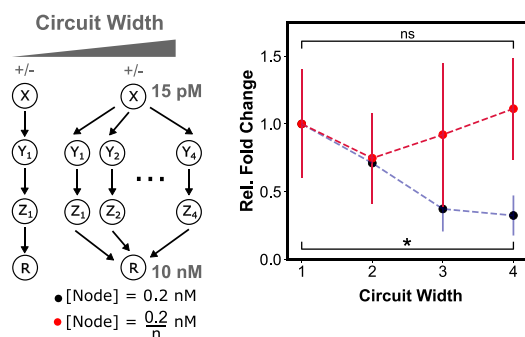 Circuit Width
+/-
+/-
X
X
15 pM
Y1
Y1
Y2
Y4
...
Z1
Z1
Z2
Z4
R
R
10 nM
[Node] = 0.2 nM
[Node] = 0.2/n nM
Rel. Fold Change
1.5
1.0
0.5
0.0
ns
*
1 2 3 4
Circuit Width